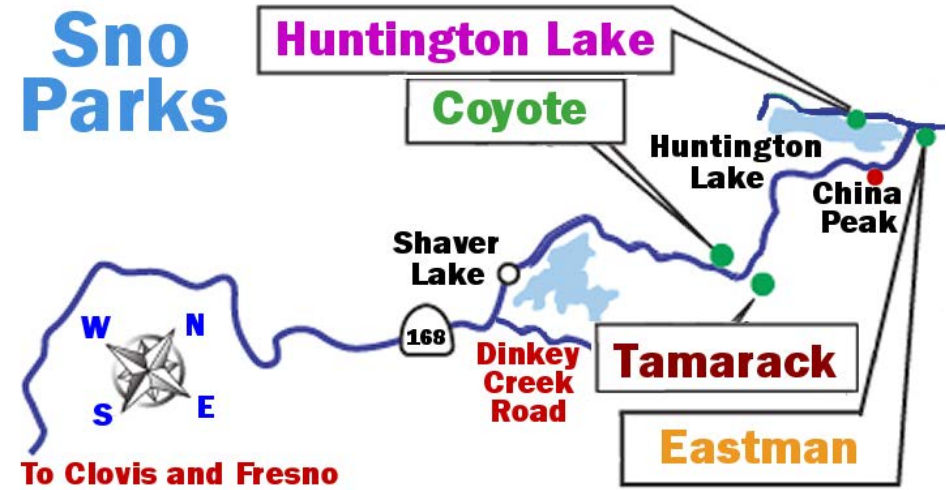 Sno
Parks
Huntington Lake
Coyote
Huntington
Lake
China
Peak
Shaver
Lake
168
W
N
S
E
Dinkey
Creek
Road
Tamarack
Eastman
To Clovis and Fresno